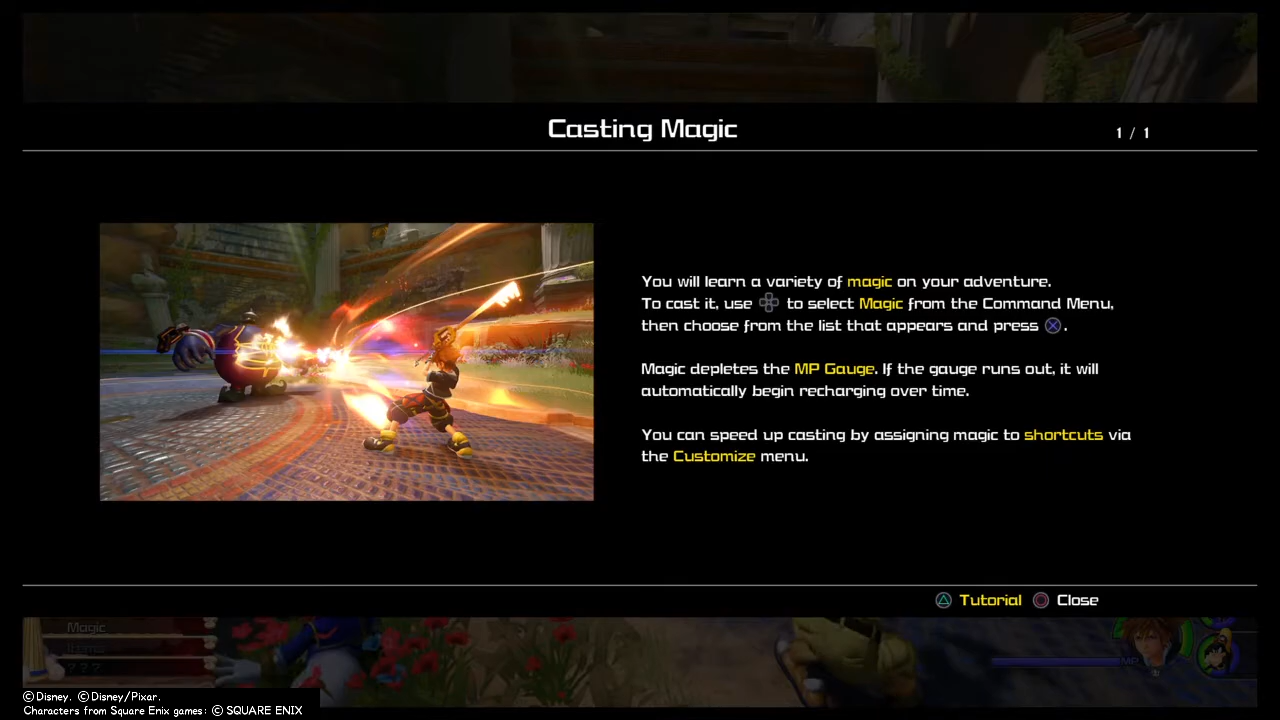 Casting Magic
1 / 1
You will learn a variety of magic on your adventure.
To cast it, use to select Magic from the Command Menu,
then choose from the list that appears and press .
Magic depletes the MP Gauge. If the gauge runs out, it will
automatically begin recharging over time.
You can speed up casting by assigning magic to shortcuts via
the Customize menu.
Tutorial Close
Magic
Items
? ? ?
MP
©Disney. ©Disney/Pixar.
Characters from Square Enix games: © SQUARE ENIX